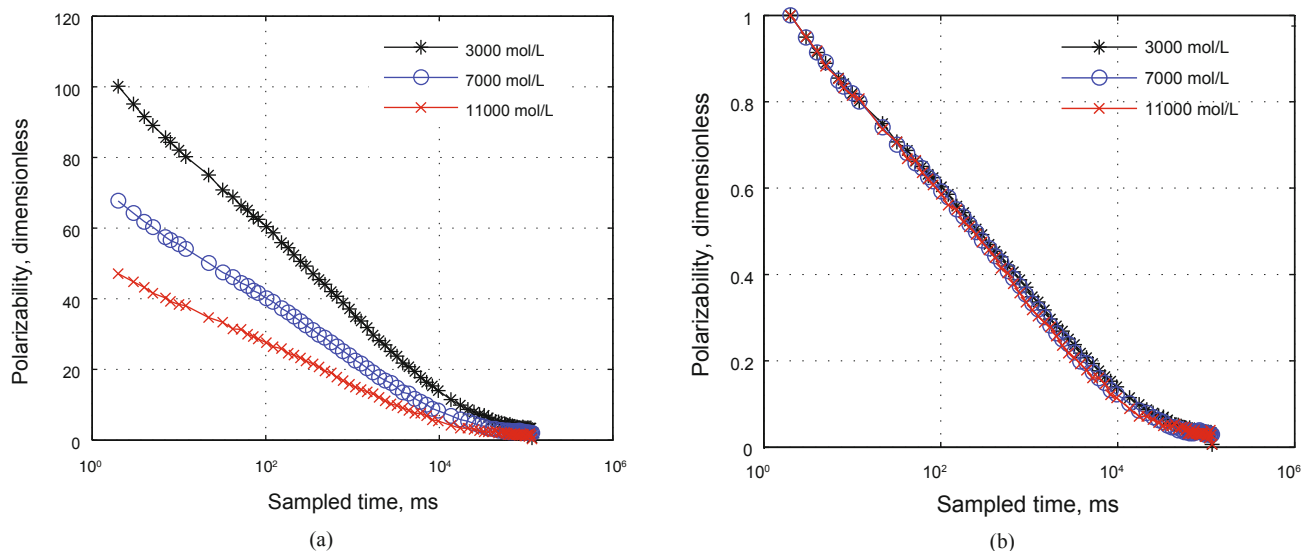 120
100
80
60
40
20
0
Polarizability, dimensionless
3000 mol/L
7000 mol/L
11000 mol/L
10⁰
10²
10⁴
10⁶
Sampled time, ms
(a)
1
0.8
0.6
0.4
0.2
0
Polarizability, dimensionless
3000 mol/L
7000 mol/L
11000 mol/L
10⁰
10²
10⁴
10⁶
Sampled time, ms
(b)